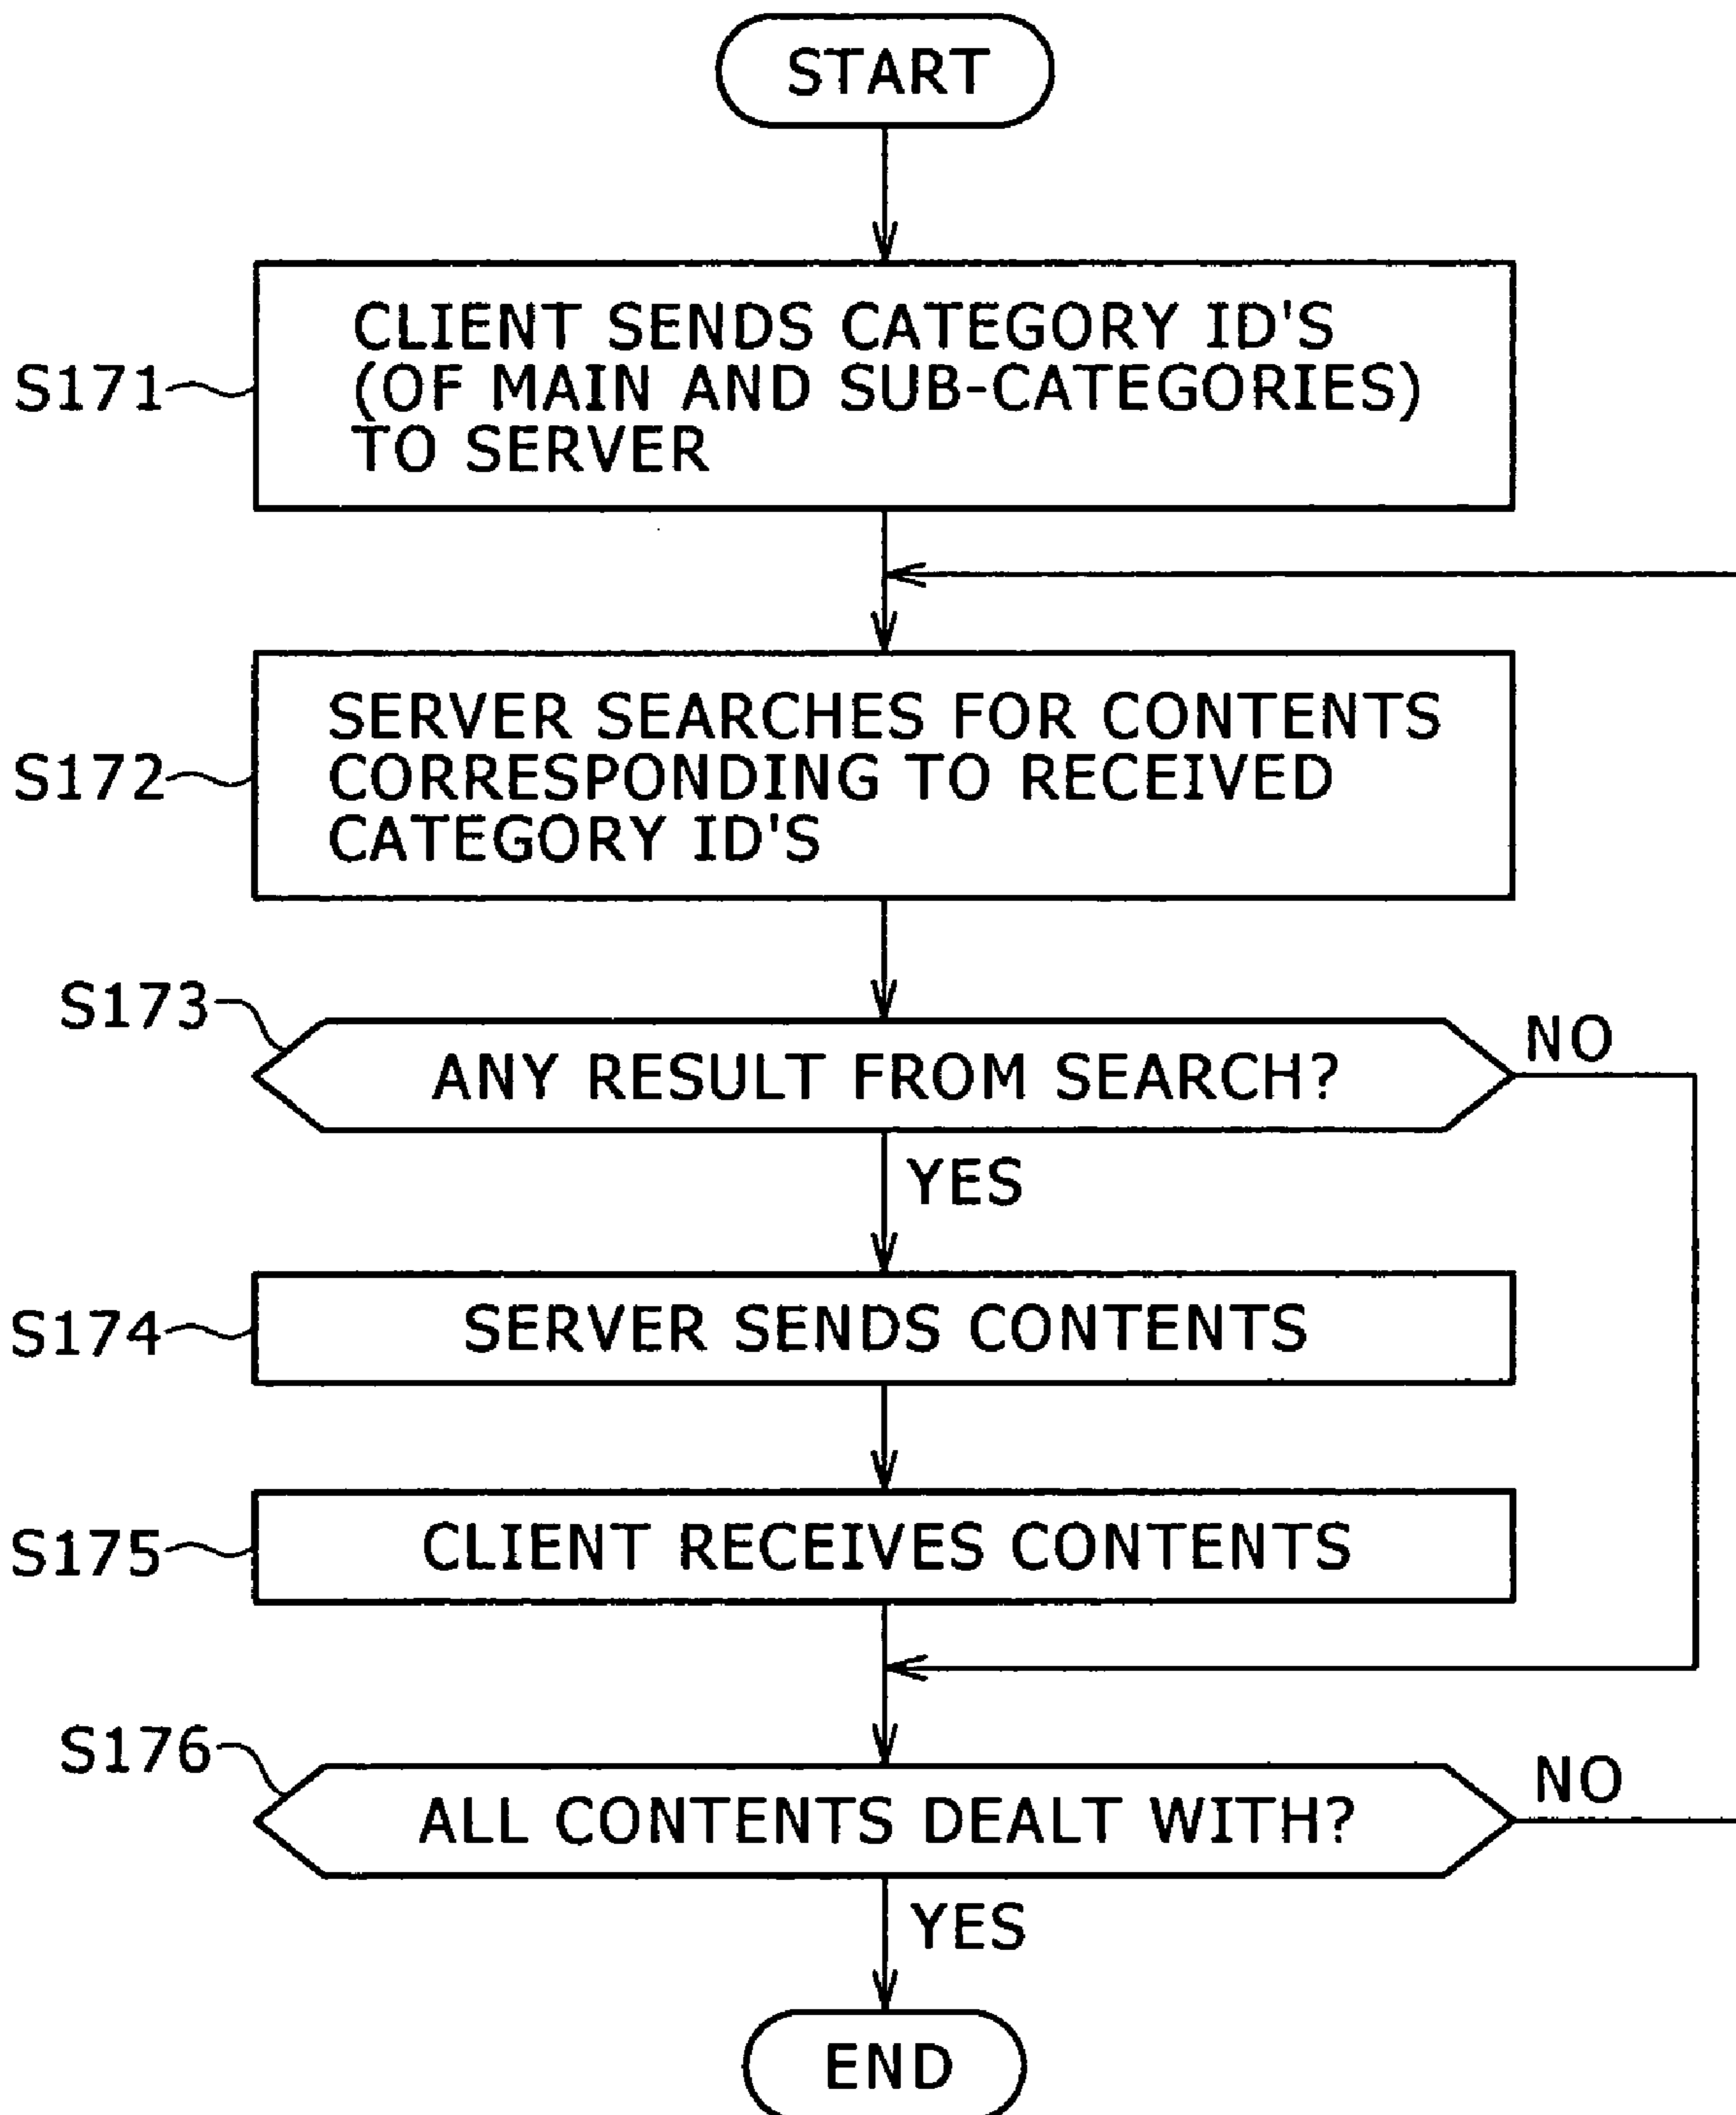 START
S171
CLIENT SENDS CATEGORY ID'S
(OF MAIN AND SUB-CATEGORIES)
TO SERVER
S172
SERVER SEARCHES FOR CONTENTS
CORRESPONDING TO RECEIVED
CATEGORY ID'S
S173
ANY RESULT FROM SEARCH?
NO
YES
S174
SERVER SENDS CONTENTS
S175
CLIENT RECEIVES CONTENTS
S176
ALL CONTENTS DEALT WITH?
NO
YES
END